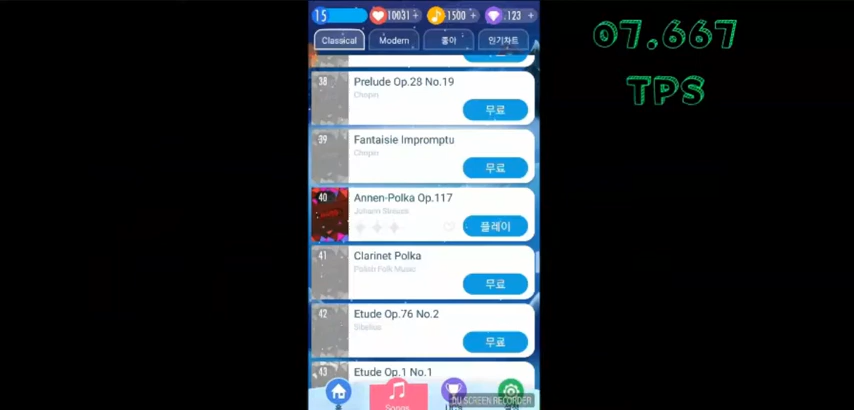 15 10031 + 1500 + 123 +
07.667
TPS
Classical Modern 좋아 인기차트
38 Prelude Op.28 No.19
Chopin
무료
39 Fantaisie Impromptu
Chopin
무료
40 Annen-Polka Op.117
Johann Strauss
플레이
41 Clarinet Polka
Polish Folk Music
무료
42 Etude Op.76 No.2
Sibelius
무료
43 Etude Op.1 No.1
Songs
DU SCREEN RECORDER